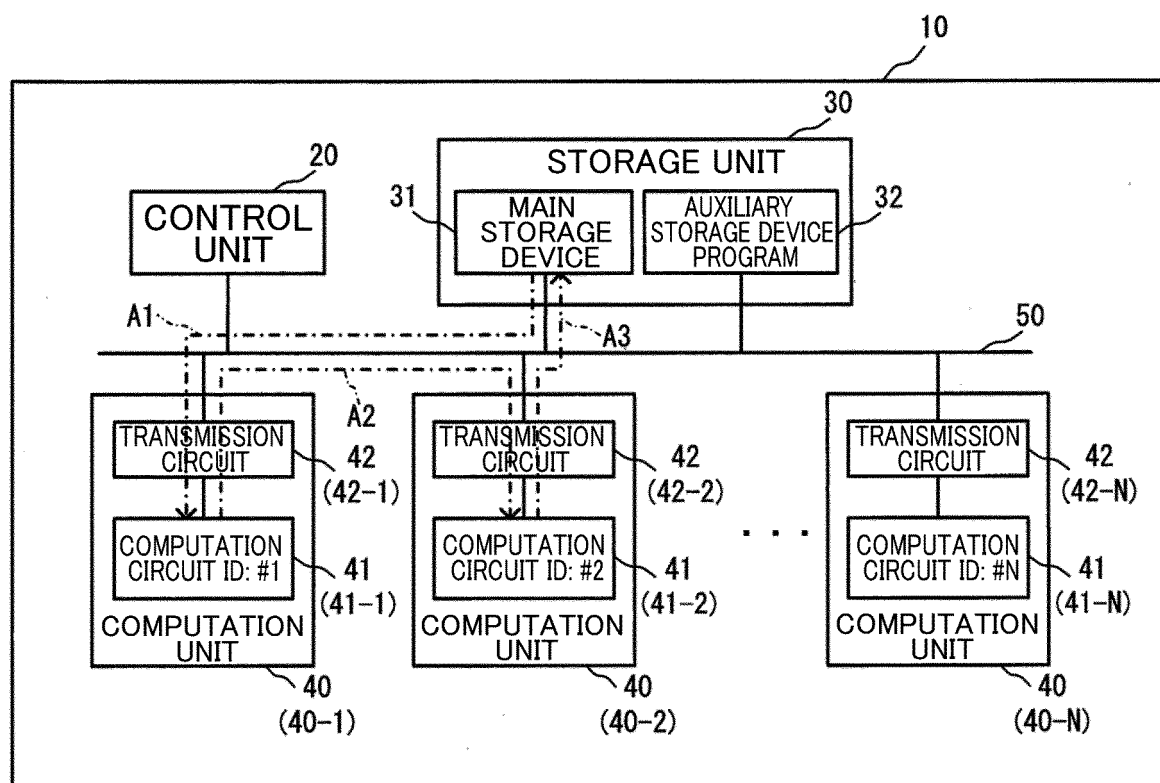 10
30
STORAGE UNIT
20
CONTROL
UNIT
31
MAIN
STORAGE
DEVICE
AUXILIARY
STORAGE DEVICE
PROGRAM
32
A1
A3
50
A2
TRANSMISSION
CIRCUIT
42
(42-1)
COMPUTATION
CIRCUIT ID: #1
41
(41-1)
COMPUTATION
UNIT
40
(40-1)
TRANSMISSION
CIRCUIT
42
(42-2)
COMPUTATION
CIRCUIT ID: #2
41
(41-2)
COMPUTATION
UNIT
40
(40-2)
. . .
TRANSMISSION
CIRCUIT
42
(42-N)
COMPUTATION
CIRCUIT ID: #N
41
(41-N)
COMPUTATION
UNIT
40
(40-N)